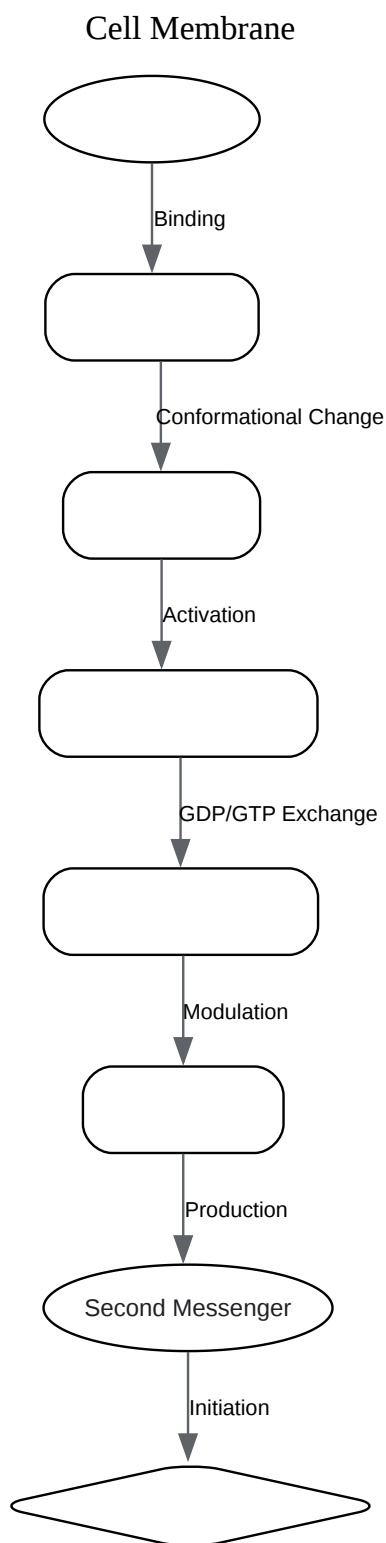 Cell Membrane
Binding
Conformational Change
Activation
GDP/GTP Exchange
Modulation
Production
Second Messenger
Initiation